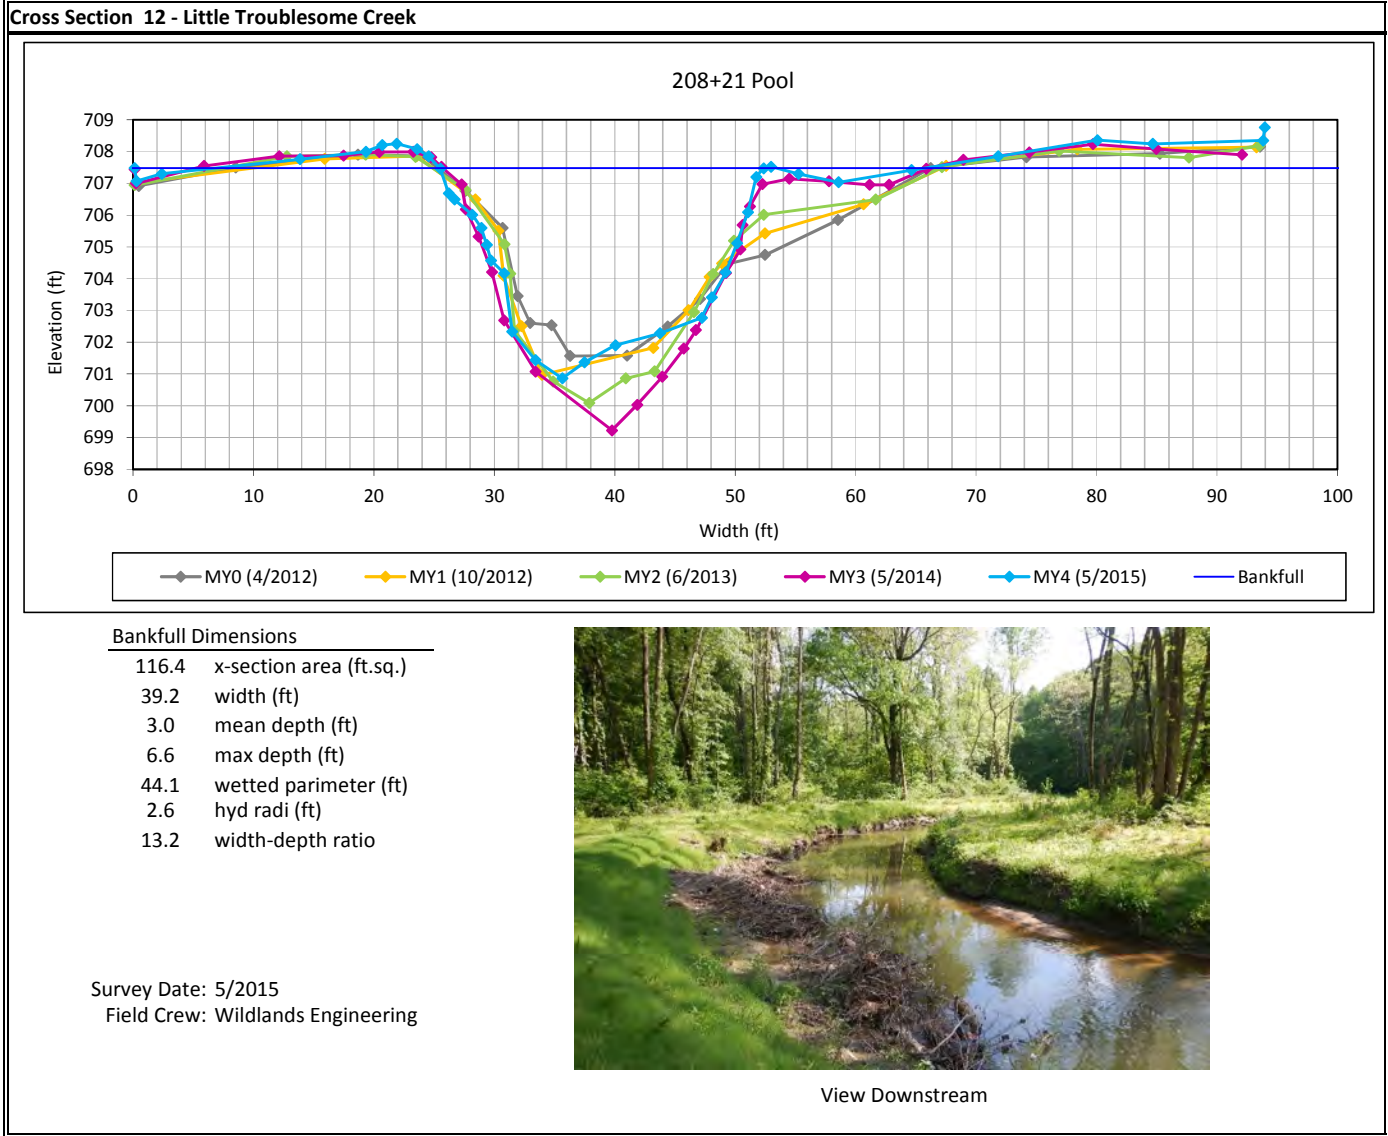 Cross Section 12 - Little Troublesome Creek
208+21 Pool
709
708
707
706
705
704
703
702
701
700
699
698
Elevation (ft)
0 10 20 30 40 50 60 70 80 90 100
Width (ft)
MY0 (4/2012) MY1 (10/2012) MY2 (6/2013) MY3 (5/2014) MY4 (5/2015) Bankfull
Bankfull Dimensions
116.4 x-section area (ft.sq.)
39.2 width (ft)
3.0 mean depth (ft)
6.6 max depth (ft)
44.1 wetted parimeter (ft)
2.6 hyd radi (ft)
13.2 width-depth ratio
Survey Date: 5/2015
Field Crew: Wildlands Engineering
View Downstream